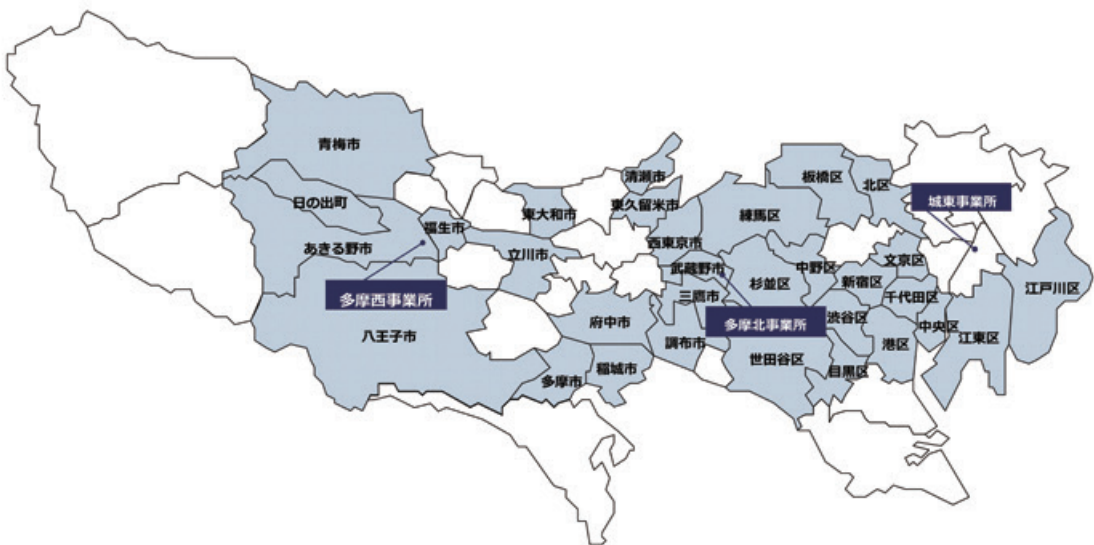 青梅市
日の出町
あきる野市
福生市
多摩西事業所
八王子市
立川市
東大和市
清瀬市
東久留米市
西東京市
武蔵野市
三鷹市
調布市
府中市
稲城市
多摩市
練馬区
板橋区
北区
杉並区
中野区
多摩北事業所
世田谷区
目黒区
渋谷区
新宿区
文京区
千代田区
中央区
港区
江東区
江戸川区
城東事業所